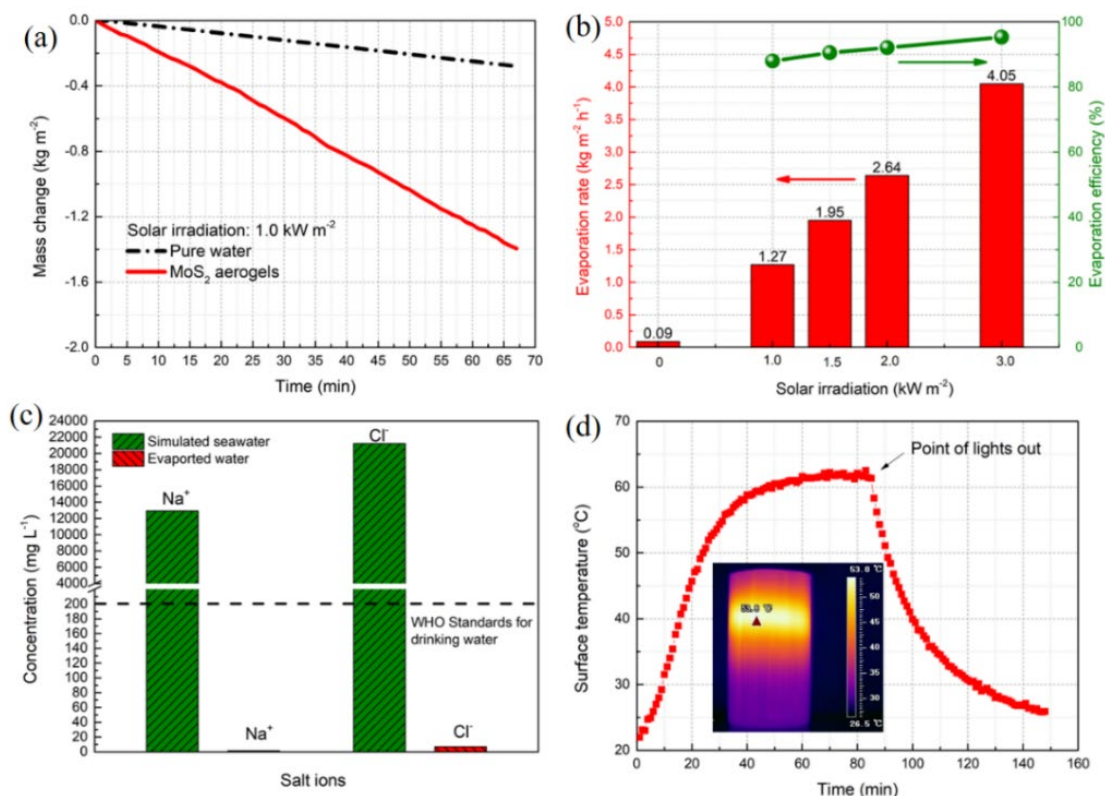 (a)
0.0
-0.4
-0.8
-1.2
-1.6
-2.0
Mass change (kg m-2)
Solar irradiation: 1.0 kW m-2
Pure water
MoS2 aerogels
0 5 10 15 20 25 30 35 40 45 50 55 60 65 70
Time (min)
(b)
5.0
4.5
4.0
3.5
3.0
2.5
2.0
1.5
1.0
0.5
0.0
Evaporation rate (kg m-2 h-1)
0.09
1.27
1.95
2.64
4.05
100
80
60
40
20
0
Evaporation efficiency (%)
0 1.0 1.5 2.0 3.0
Solar irradiation (kW m-2)
(c)
24000
22000
20000
18000
16000
14000
12000
10000
8000
6000
4000
200
180
160
140
120
100
80
60
40
20
0
Concentration (mg L-1)
Simulated seawater
Evaported water
Na+
Cl-
WHO Standards for
drinking water
Na+
Cl-
Salt ions
(d)
70
60
50
40
30
20
Surface temperature (oC)
Point of lights out
53.8 ℃
50
45
40
35
30
26.5 ℃
0 20 40 60 80 100 120 140 160
Time (min)